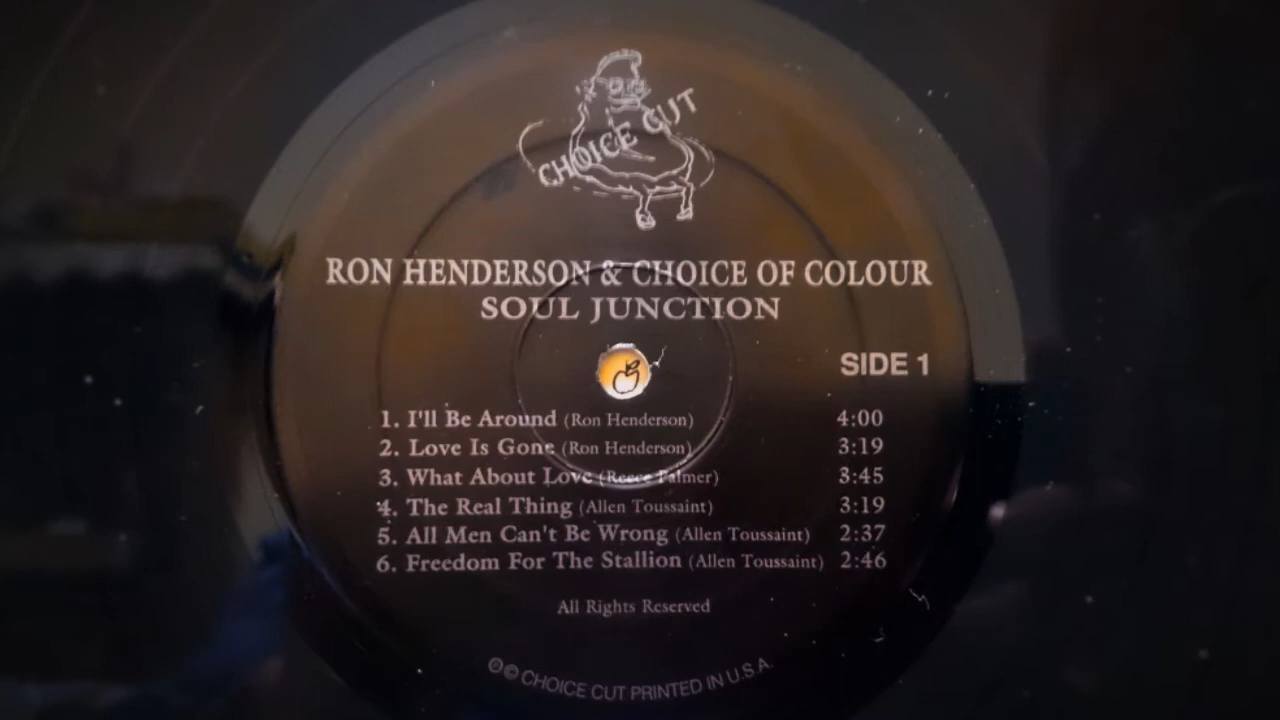 CHOICE CUT
RON HENDERSON & CHOICE OF COLOUR
SOUL JUNCTION
SIDE 1
1. I'll Be Around (Ron Henderson) 4:00
2. Love Is Gone (Ron Henderson) 3:19
3. What About Love (Reece Palmer) 3:45
4. The Real Thing (Allen Toussaint) 3:19
5. All Men Can't Be Wrong (Allen Toussaint) 2:37
6. Freedom For The Stallion (Allen Toussaint) 2:46
All Rights Reserved
℗© CHOICE CUT PRINTED IN U.S.A.